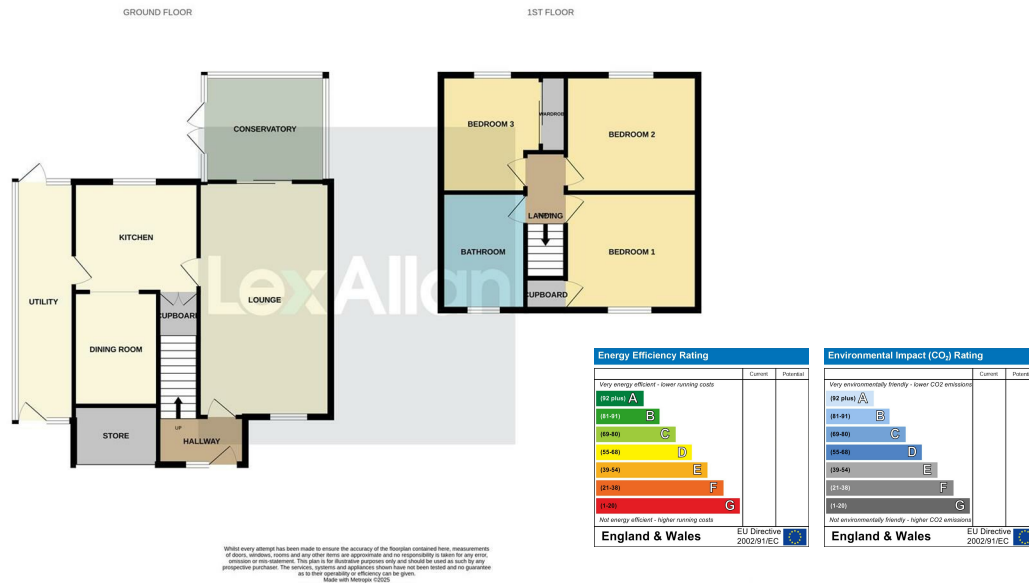 GROUND FLOOR
1ST FLOOR
CONSERVATORY
KITCHEN
UTILITY
LOUNGE
CUPBOARD
DINING ROOM
UP
STORE
HALLWAY
LexAllan
BEDROOM 3
WARDROBE
BEDROOM 2
LANDING
BATHROOM
BEDROOM 1
CUPBOARD
Energy Efficiency Rating
Current Potential
Very energy efficient - lower running costs
(92 plus) A
(81-91) B
(69-80) C
(55-68) D
(39-54) E
(21-38) F
(1-20) G
Not energy efficient - higher running costs
England & Wales
EU Directive
2002/91/EC
Environmental Impact (CO₂) Rating
Current Potential
Very environmentally friendly - lower CO2 emissions
(92 plus) A
(81-91) B
(69-80) C
(55-68) D
(39-54) E
(21-38) F
(1-20) G
Not environmentally friendly - higher CO2 emissions
England & Wales
EU Directive
2002/91/EC
Whilst every attempt has been made to ensure the accuracy of the floorplan contained here, measurements
of doors, windows, rooms and any other items are approximate and no responsibility is taken for any error,
omission or mis-statement. This plan is for illustrative purposes only and should be used as such by any
prospective purchaser. The services, systems and appliances shown have not been tested and no guarantee
as to their operability or efficiency can be given.
Made with Metropix ©2025